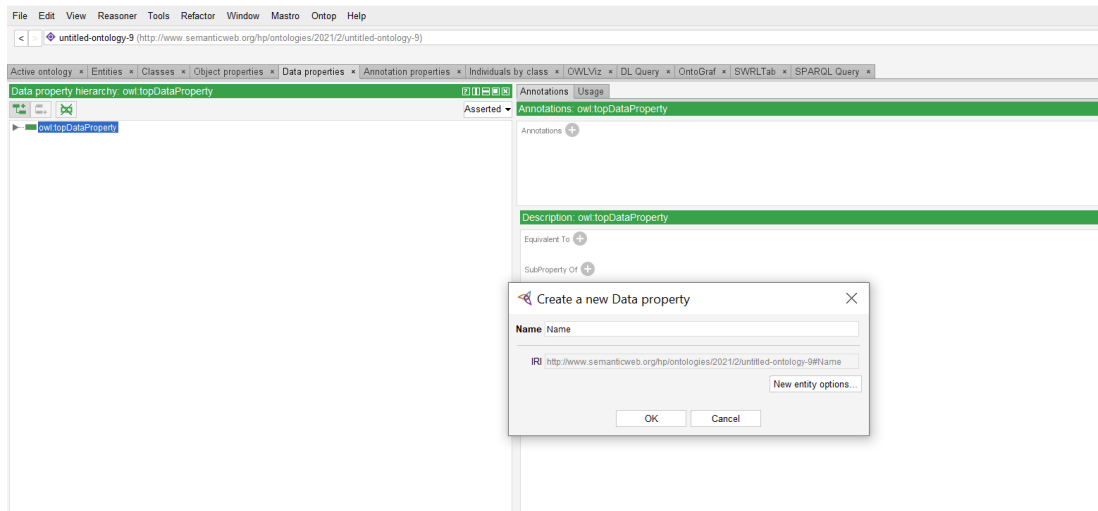 File Edit View Reasoner Tools Refactor Window Mastro Ontop Help
< > untitled-ontology-9 (http://www.semanticweb.org/hp/ontologies/2021/2/untitled-ontology-9)
Active ontology × Entities × Classes × Object properties × Data properties × Annotation properties × Individuals by class × OWLViz × DL Query × OntoGraf × SWRLTab × SPARQL Query ×
Data property hierarchy: owl:topDataProperty
Asserted
owl:topDataProperty
Annotations Usage
Annotations: owl:topDataProperty
Annotations
Description: owl:topDataProperty
Equivalent To
SubProperty Of
Create a new Data property
Name Name
IRI http://www.semanticweb.org/hp/ontologies/2021/2/untitled-ontology-9#Name
New entity options...
OK Cancel